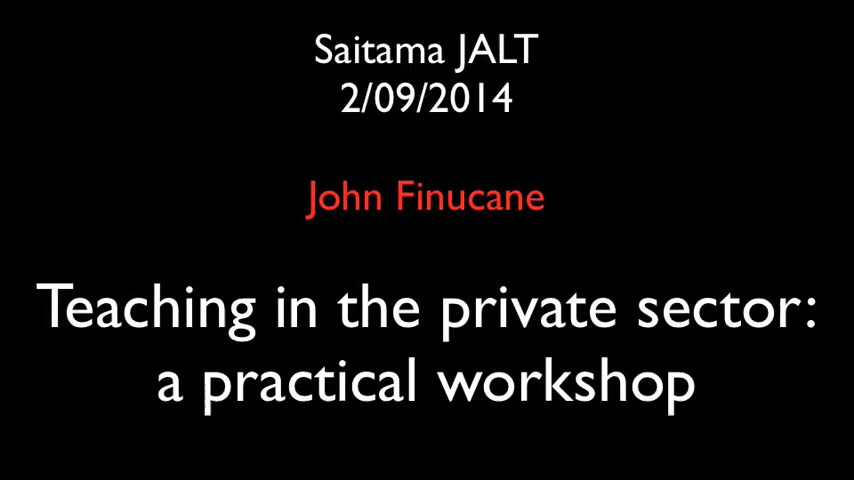 Saitama JALT
2/09/2014
John Finucane
Teaching in the private sector:
a practical workshop